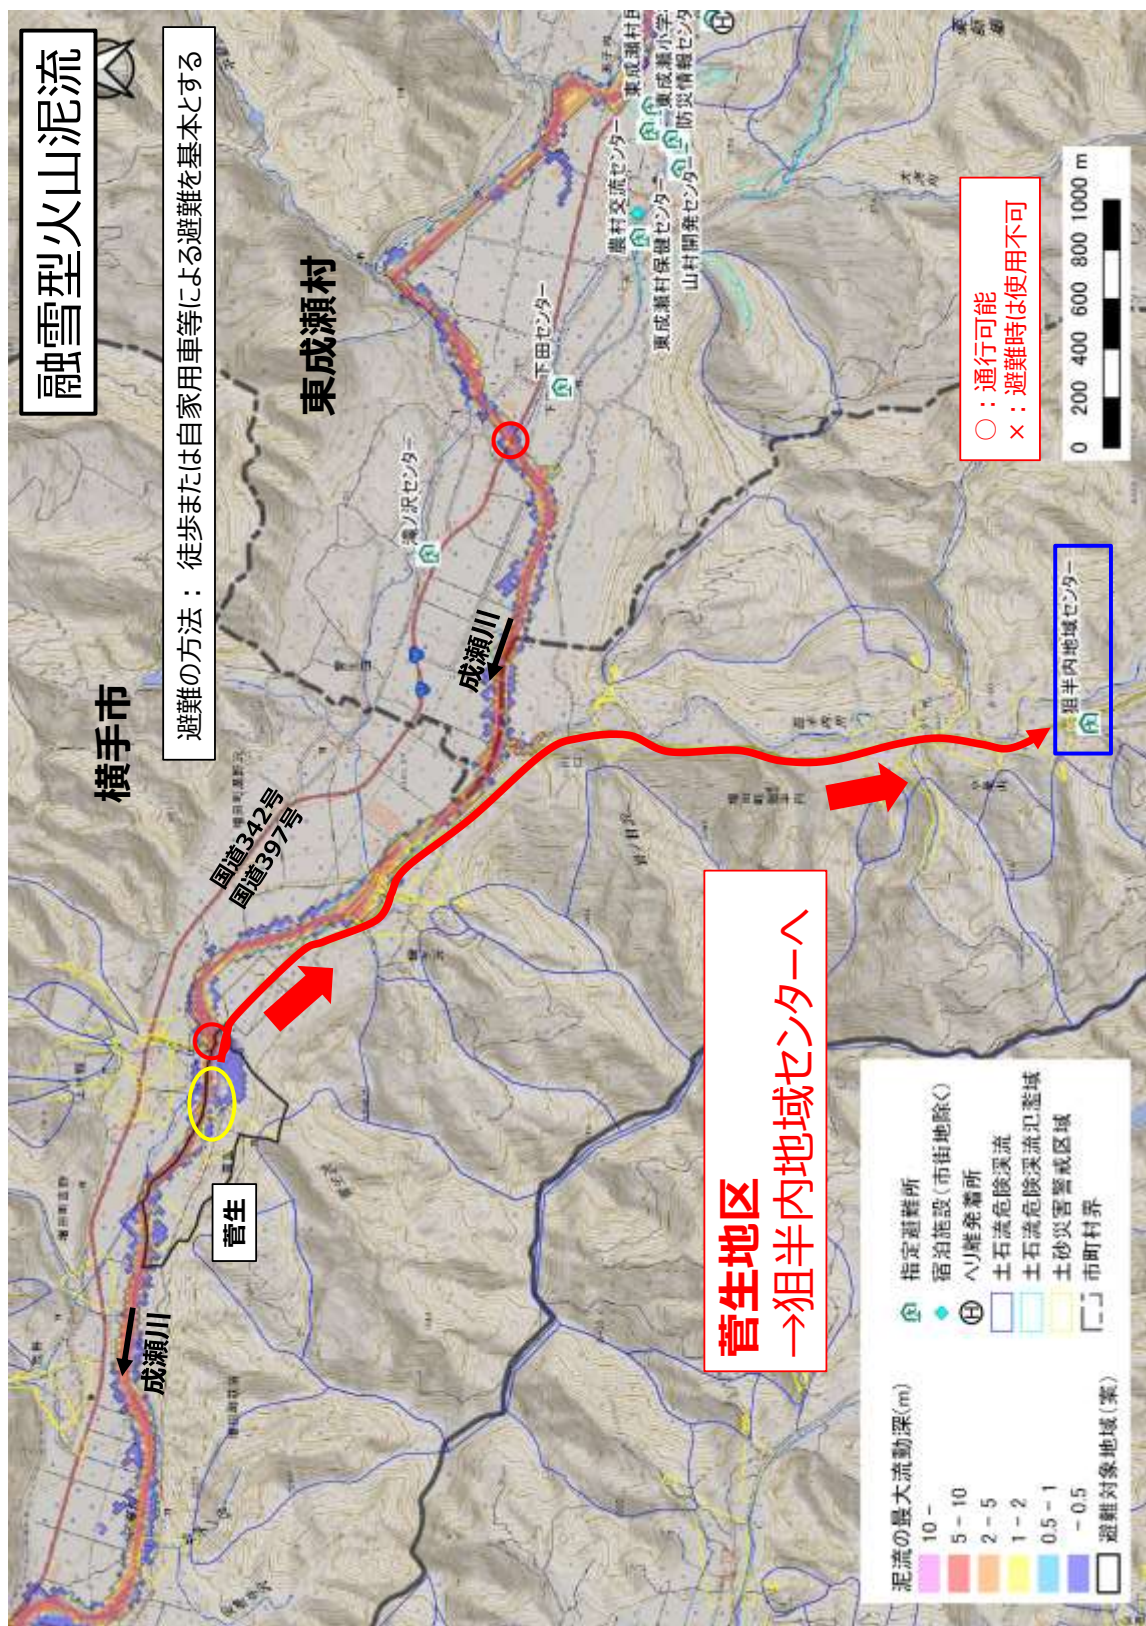 融雪型火山泥流
避難の方法： 徒歩または自家用車等による避難を基本とする
横手市
東成瀬村
国道342号
国道397号
成瀬川
成瀬川
菅生
滝ノ沢センター
下田センター
農村交流センター
東成瀬村保健センター
山村開発センター
防災情報センター
東成瀬小学校
狙半内地域センター
菅生地区
→狙半内地域センターへ
○：通行可能
×：避難時は使用不可
0 200 400 600 800 1000 m
泥流の最大流動深(m)
10 -
5 - 10
2 - 5
1 - 2
0.5 - 1
- 0.5
避難対象地域(案)
指定避難所
宿泊施設(市街地除く)
ヘリ離発着所
土石流危険渓流
土石流危険渓流氾濫域
土砂災害警戒区域
市町村界